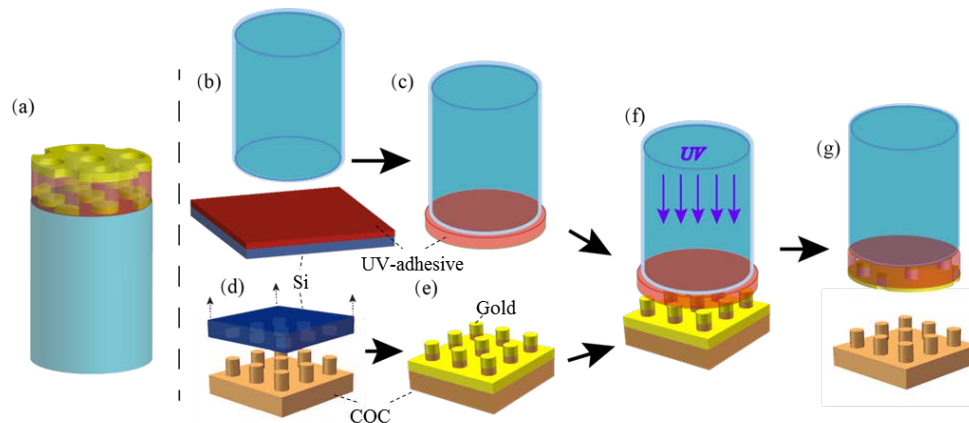 (a)
(b)
(c)
UV-adhesive
Si
(d)
(e)
Gold
COC
(f)
UV
(g)